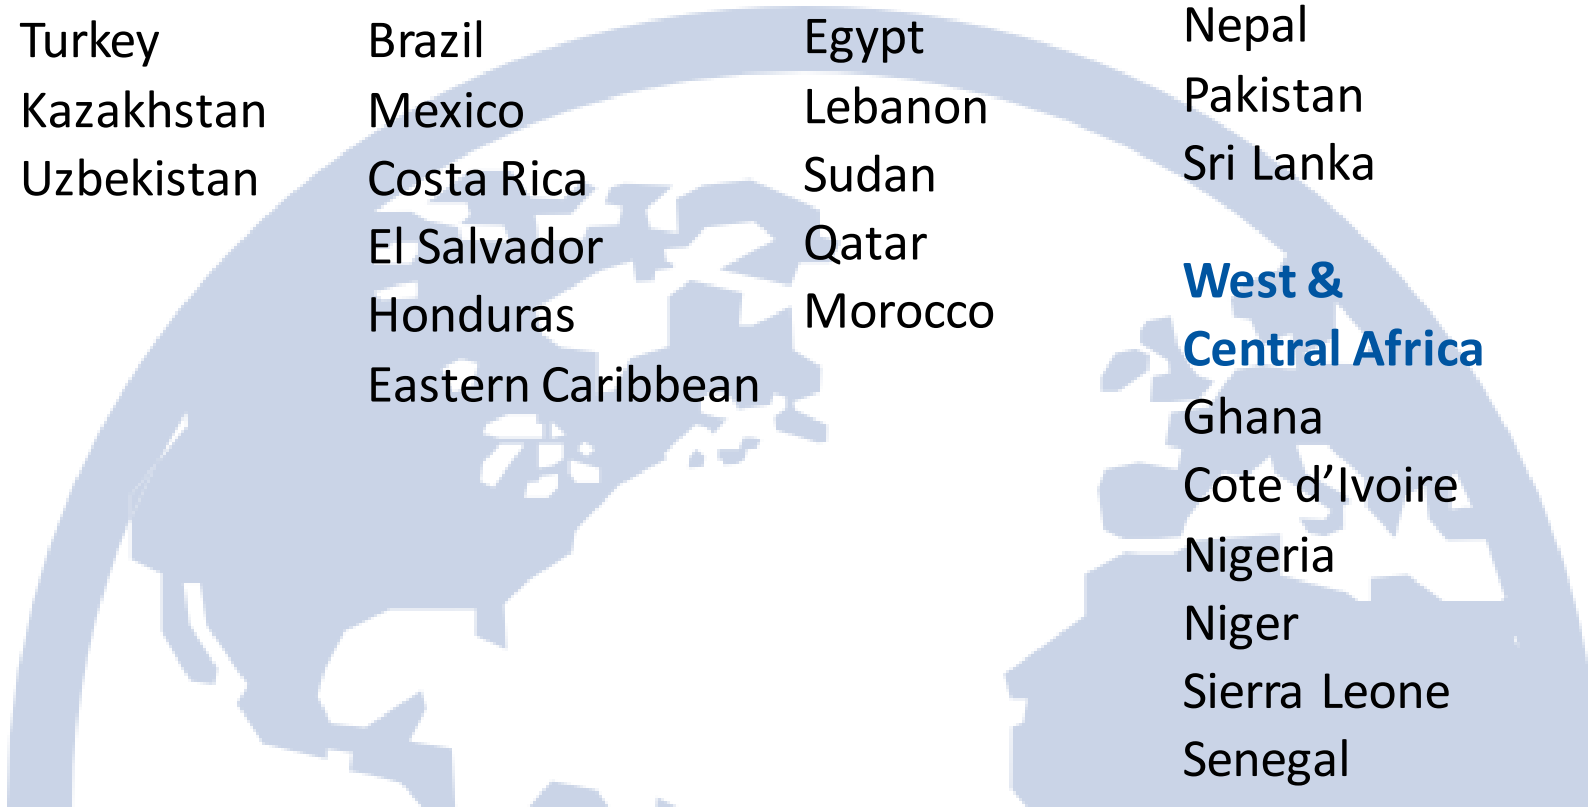 Turkey
Kazakhstan
Uzbekistan
Brazil
Mexico
Costa Rica
El Salvador
Honduras
Eastern Caribbean
Egypt
Lebanon
Sudan
Qatar
Morocco
Nepal
Pakistan
Sri Lanka
West &
Central Africa
Ghana
Cote d’Ivoire
Nigeria
Niger
Sierra Leone
Senegal